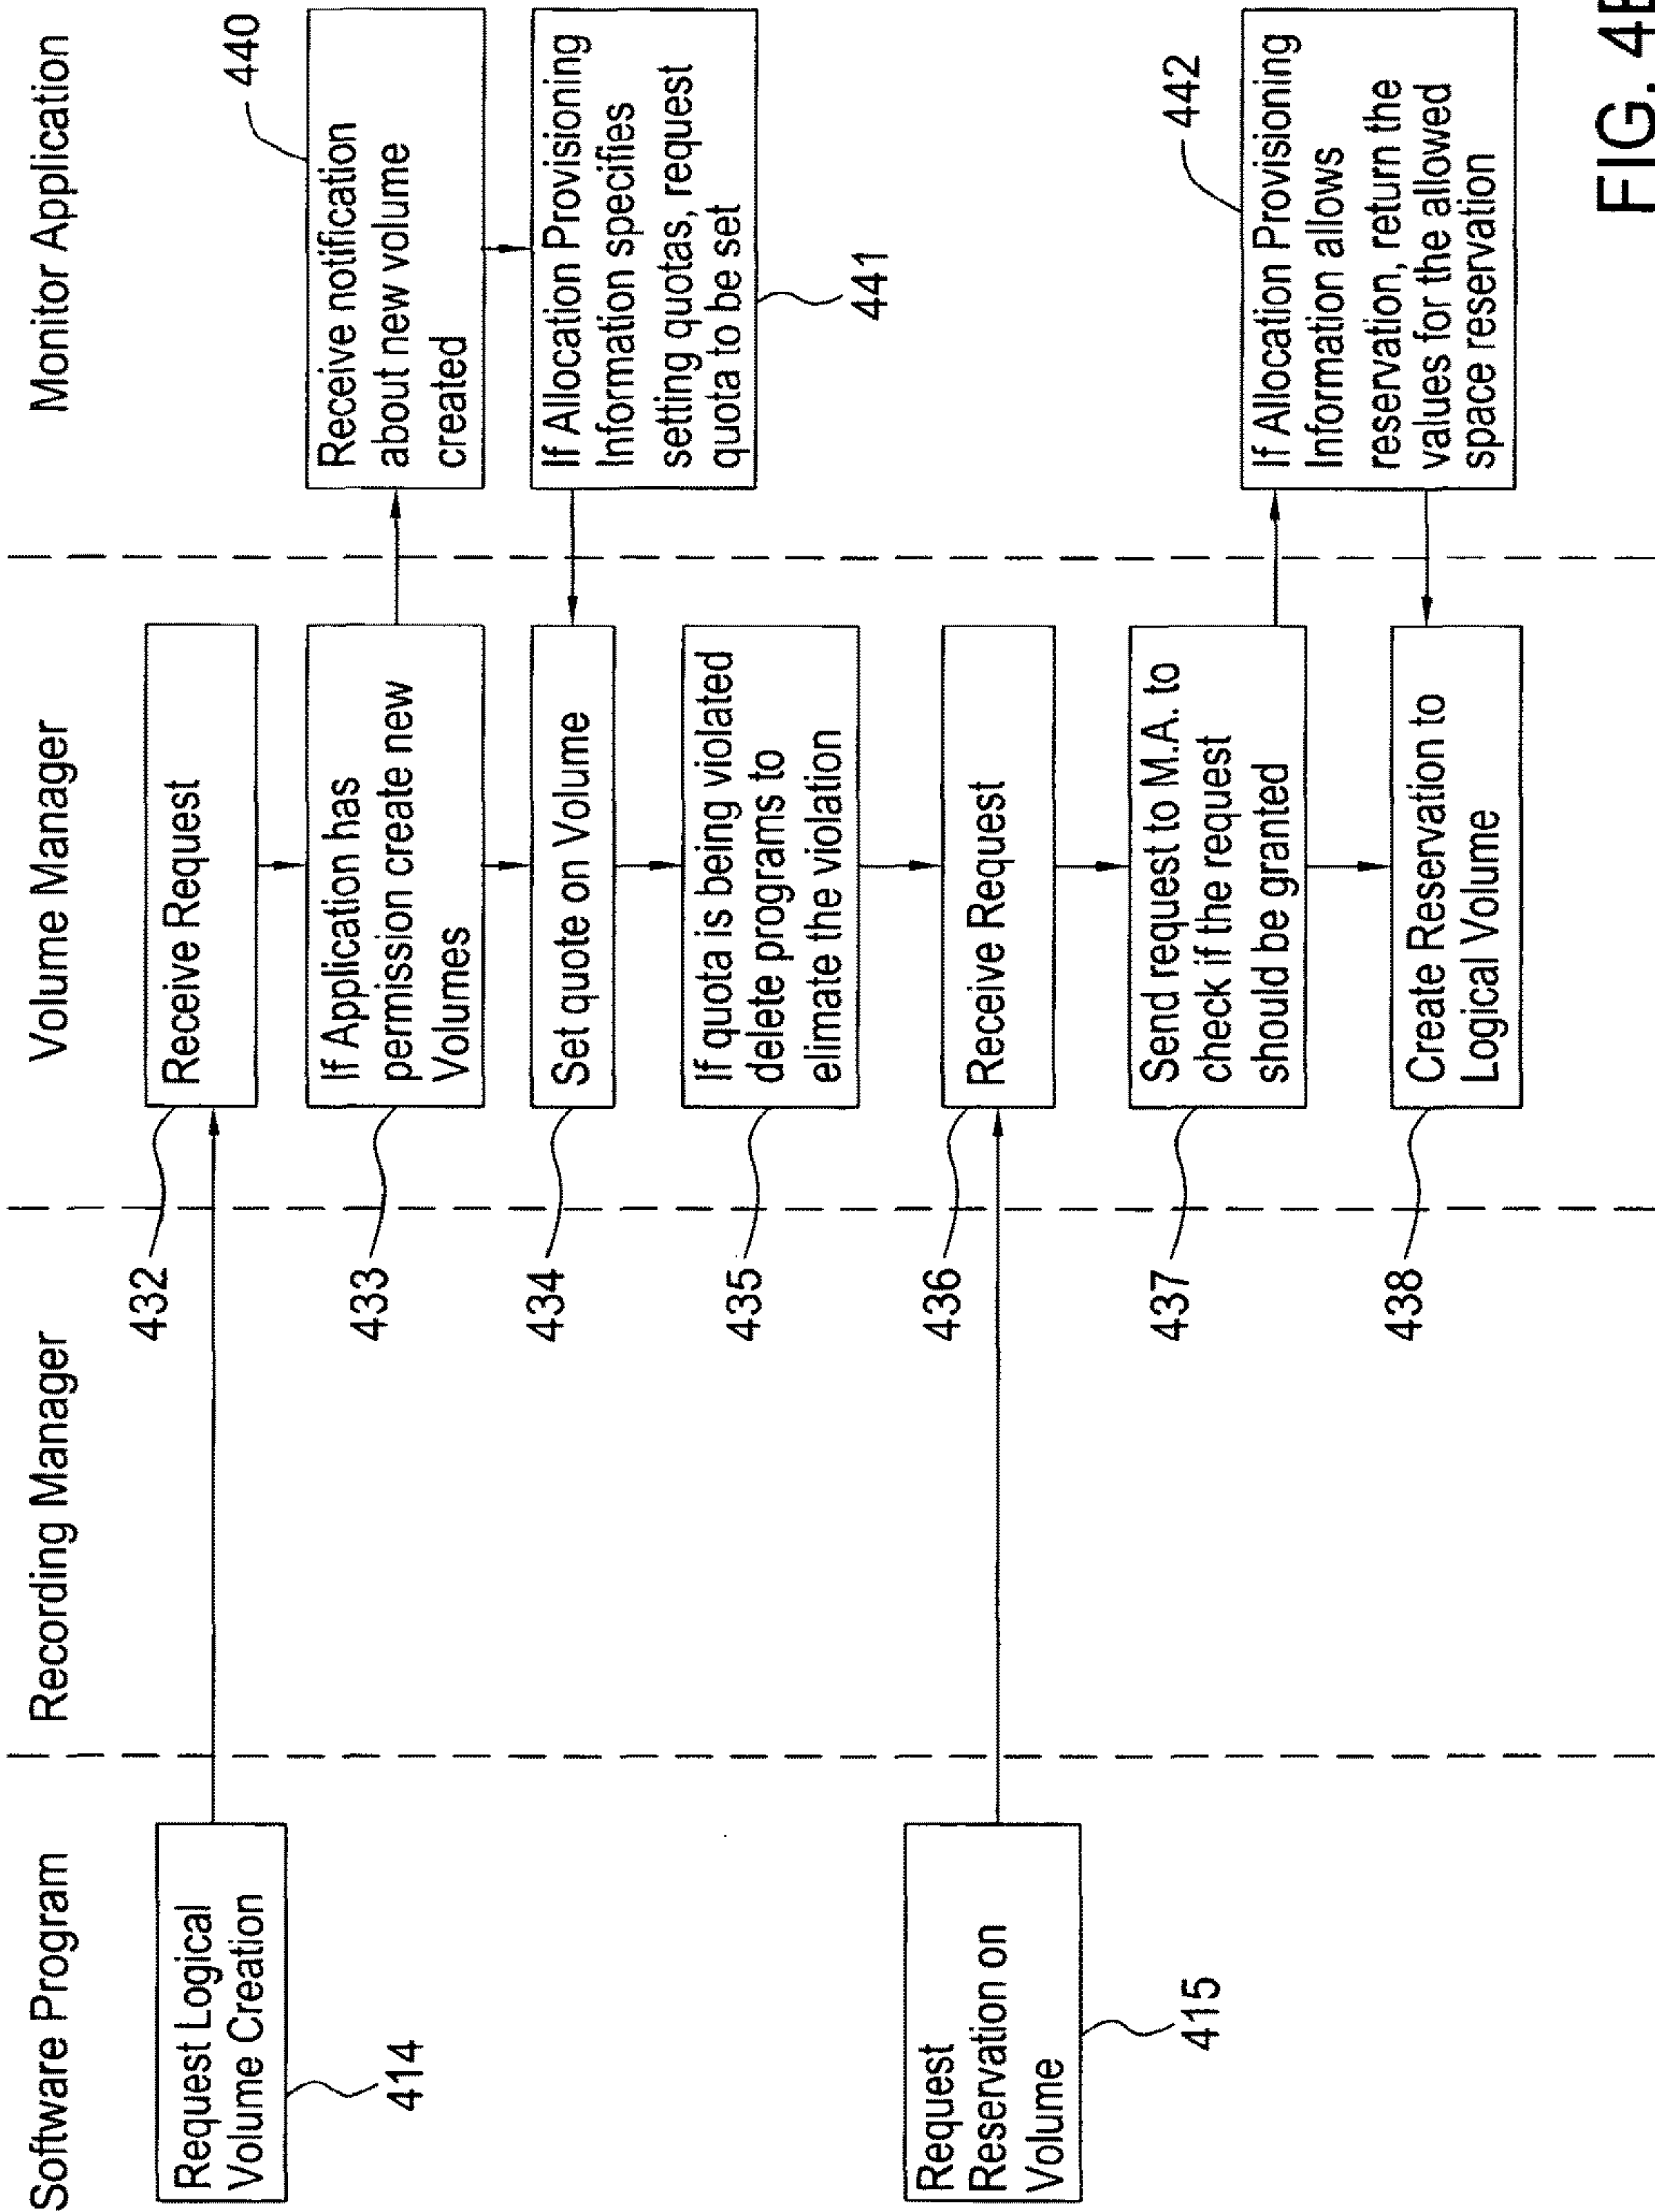 Software Program
Recording Manager
Volume Manager
Monitor Application
Request Logical
Volume Creation
414
Receive Request
432
If Application has
permission create new
Volumes
433
Receive notification
about new volume
created
440
If Allocation Provisioning
Information specifies
setting quotas, request
quota to be set
441
Set quote on Volume
434
If quota is being violated
delete programs to
elimate the violation
435
Request
Reservation on
Volume
415
Receive Request
436
Send request to M.A. to
check if the request
should be granted
437
If Allocation Provisioning
Information allows
reservation, return the
values for the allowed
space reservation
442
Create Reservation to
Logical Volume
438
FIG. 4B